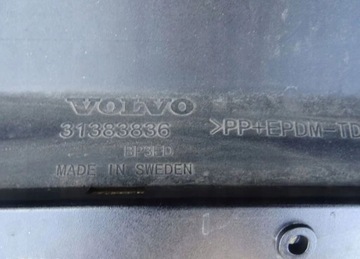 VOLVO
31383836 >PP+EPDM-TD
MADE IN SWEDEN